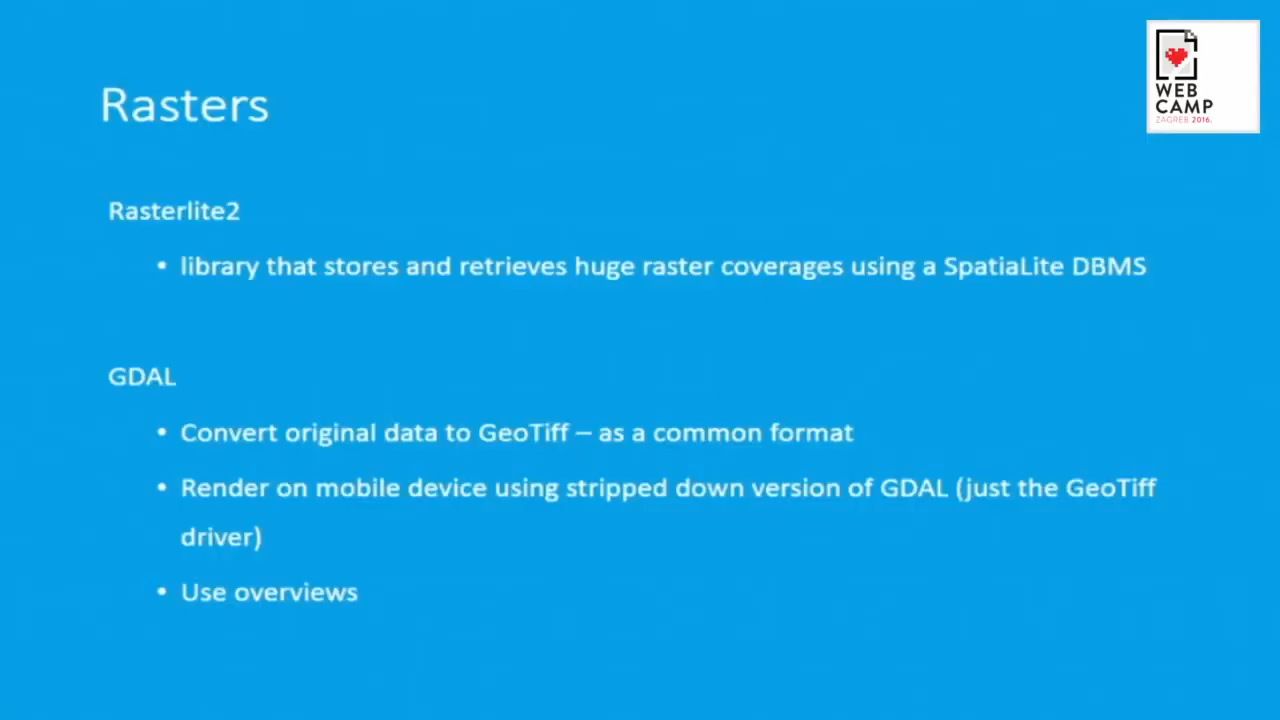 Rasters
WEB
CAMP
ZAGREB 2016.
Rasterlite2
• library that stores and retrieves huge raster coverages using a SpatiaLite DBMS
GDAL
• Convert original data to GeoTiff – as a common format
• Render on mobile device using stripped down version of GDAL (just the GeoTiff
driver)
• Use overviews